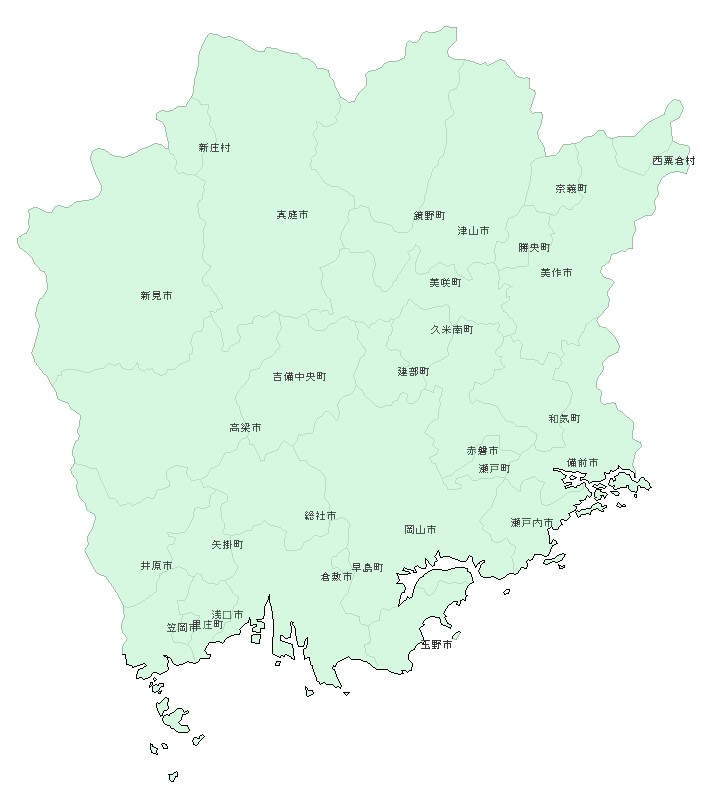 新庄村
西粟倉村
奈義町
真庭市
鏡野町
津山市
勝央町
美作市
美咲町
新見市
久米南町
建部町
吉備中央町
和気町
高梁市
赤磐市
備前市
瀬戸町
総社市
瀬戸内市
岡山市
矢掛町
井原市
早島町
倉敷市
浅口市
里庄町
笠岡市
玉野市